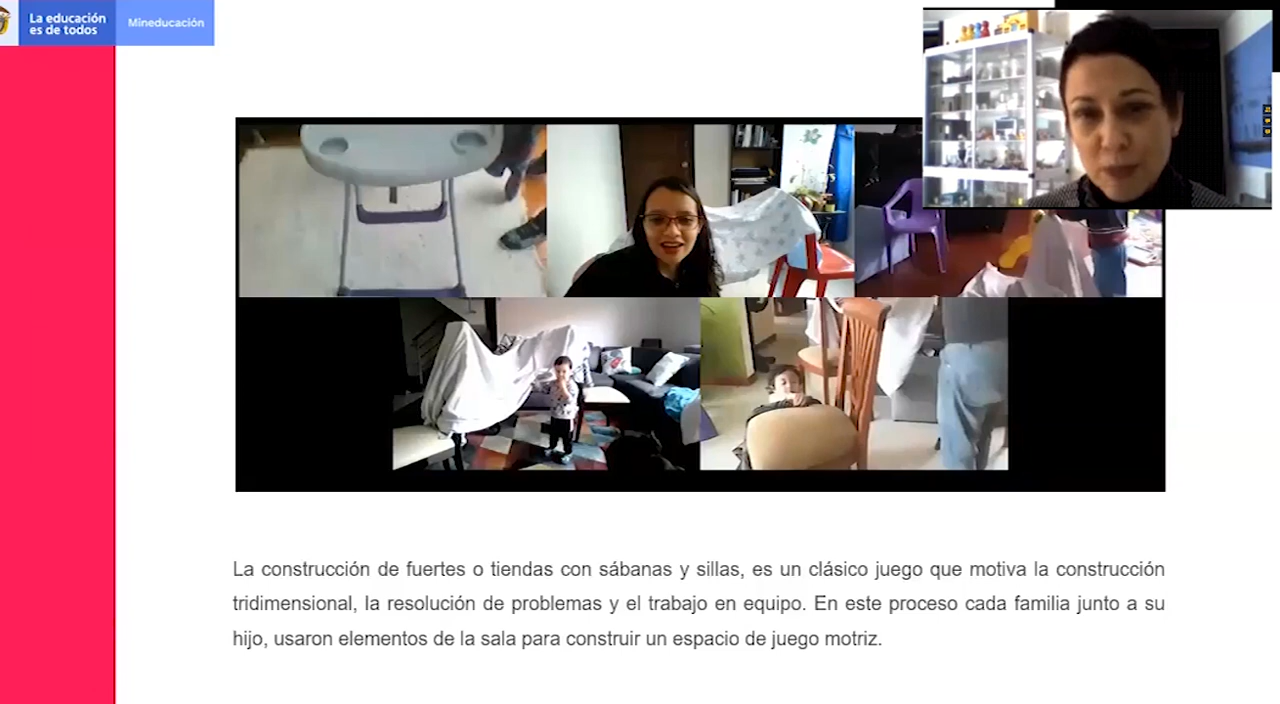 La educación
es de todos
Mineducación
La construcción de fuertes o tiendas con sábanas y sillas, es un clásico juego que motiva la construcción
tridimensional, la resolución de problemas y el trabajo en equipo. En este proceso cada familia junto a su
hijo, usaron elementos de la sala para construir un espacio de juego motriz.